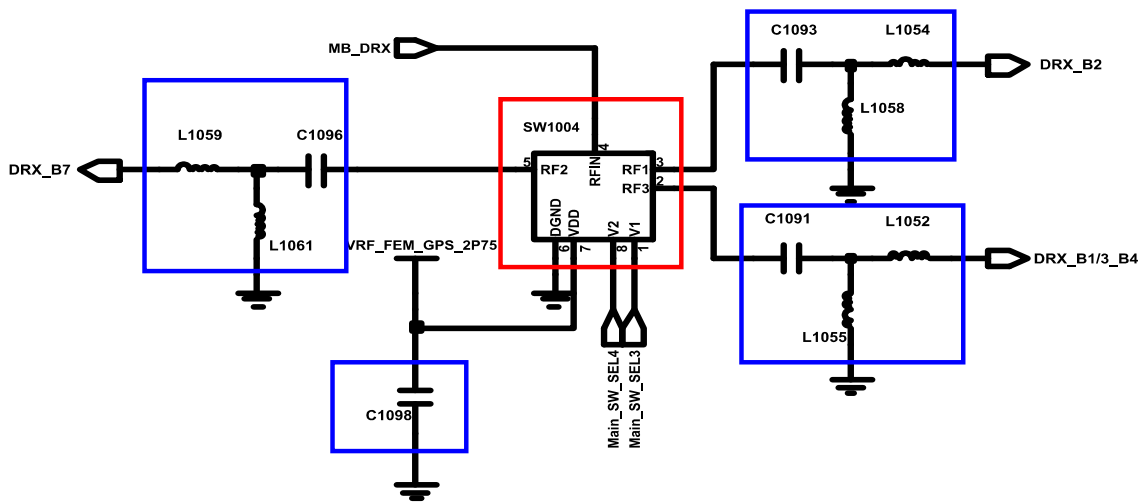 C1093
L1054
MB_DRX
DRX_B2
L1058
L1059
C1096
SW1004
4
5
RF2
RFIN
RF1
3
DRX_B7
RF3
2
C1091
L1052
L1061
DGND
VDD
V2
V1
6
7
8
1
VRF_FEM_GPS_2P75
DRX_B1/3_B4
L1055
Main_SW_SEL4
Main_SW_SEL3
C1098